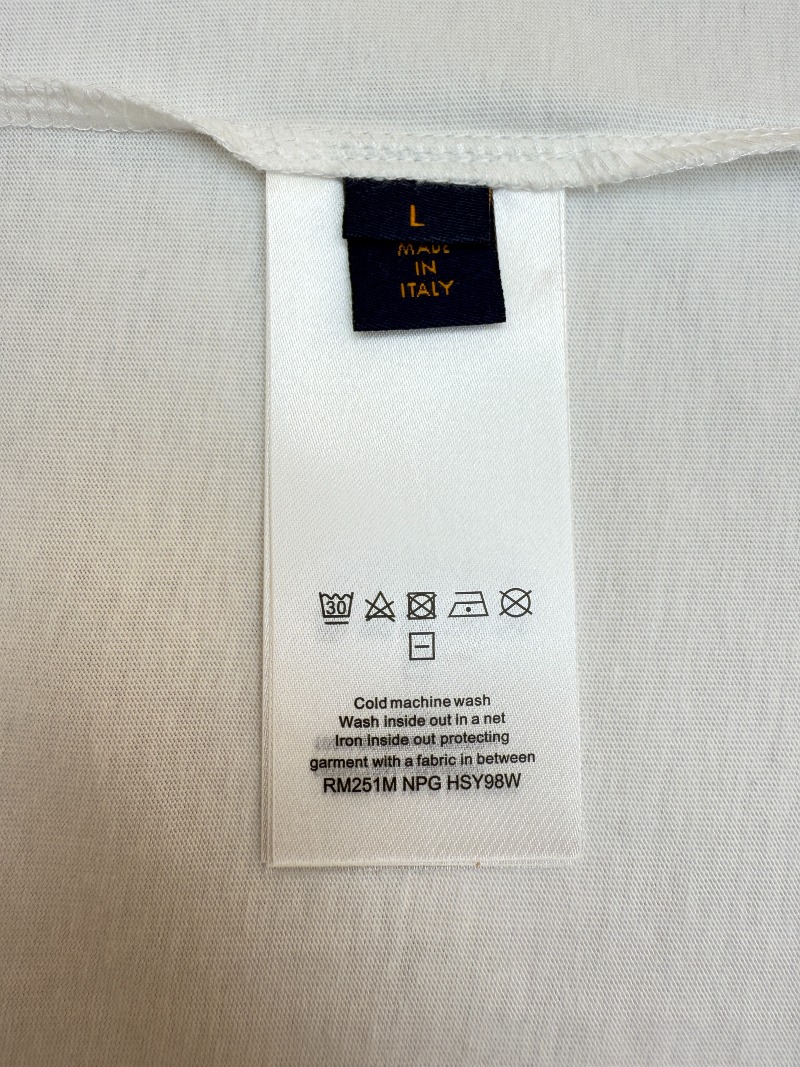 L
MADE
IN
ITALY
30
Cold machine wash
Wash inside out in a net
Iron inside out protecting
garment with a fabric in between
RM251M NPG HSY98W